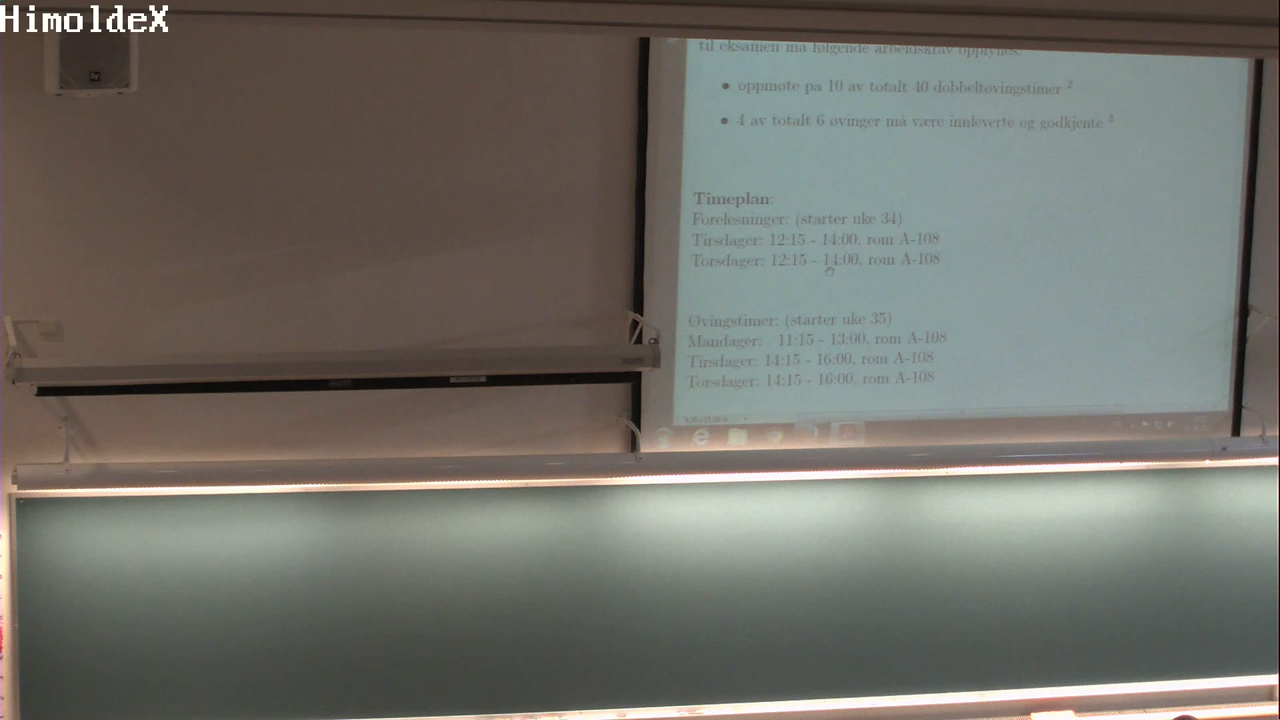 HimoldeX
til eksamen må følgende arbeidskrav oppfylles:
• oppmøte på 10 av totalt 40 dobbeltøvingstimer 2
• 4 av totalt 6 øvinger må være innleverte og godkjente 3
Timeplan:
Forelesninger: (starter uke 34)
Tirsdager: 12:15 - 14:00, rom A-108
Torsdager: 12:15 - 14:00, rom A-108
Øvingstimer: (starter uke 35)
Mandager: 11:15 - 13:00, rom A-108
Tirsdager: 14:15 - 16:00, rom A-108
Torsdager: 14:15 - 16:00, rom A-108